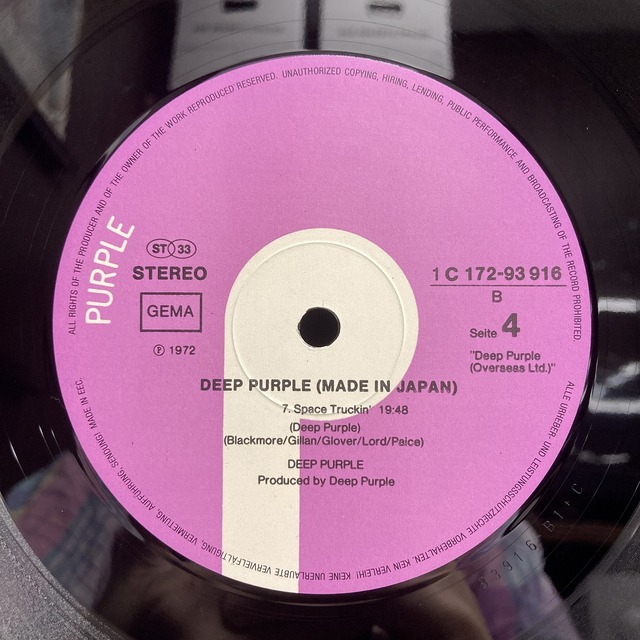 ALL RIGHTS OF THE PRODUCER AND OF THE OWNER OF THE WORK REPRODUCED RESERVED. UNAUTHORIZED COPYING, HIRING, LENDING, PUBLIC PERFORMANCE AND BROADCASTING OF THE RECORD PROHIBITED.
PURPLE
ST 33
STEREO
GEMA
℗ 1972
1 C 172-93 916
B
Seite 4
"Deep Purple
(Overseas Ltd.)"
DEEP PURPLE (MADE IN JAPAN)
7. Space Truckin' 19:48
(Deep Purple)
(Blackmore/Gillan/Glover/Lord/Paice)
DEEP PURPLE
Produced by Deep Purple
ALLE URHEBER- UND LEISTUNGSSCHUTZRECHTE VORBEHALTEN. KEIN VERLEIH! KEINE UNERLAUBTE VERVIELFÄLTIGUNG, VERMIETUNG, AUFFÜHRUNG, SENDUNG! MADE IN EEC.